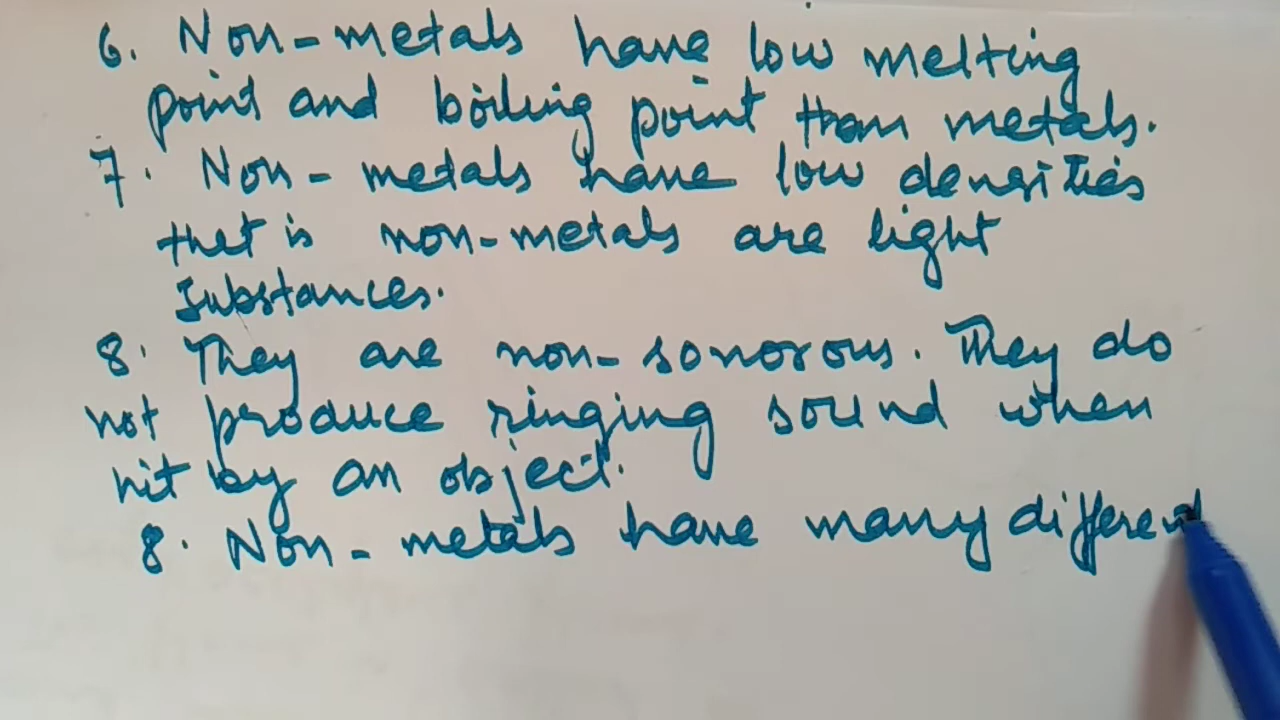 6. Non-metals have low melting
point and boiling point than metals.
7. Non-metals have low densities
thet is non-metals are light
substances.
8. They are non-sonorous. They do
not produce ringing sound when
hit by an object.
8. Non-metals have many different